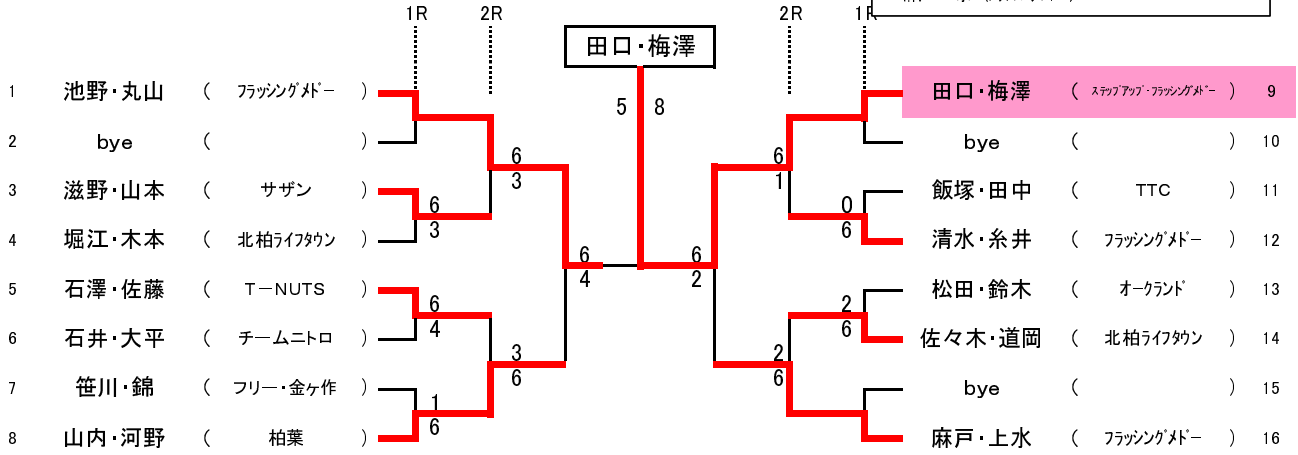 1R 2R 2R 1R
田口・梅澤
5 8
1 池野・丸山 ( フラッシングメドー )
2 bye ( )
3 滋野・山本 ( サザン )
4 堀江・木本 ( 北柏ライフタウン )
5 石澤・佐藤 ( T-NUTS )
6 石井・大平 ( チームニトロ )
7 笹川・錦 ( フリー・金ヶ作 )
8 山内・河野 ( 柏葉 )
6
3
6
3
6
4
1
6
3
6
6
4
6
2
6
1
0
6
2
6
2
6
田口・梅澤 ( ステップアップ・フラッシングメドー ) 9
bye ( ) 10
飯塚・田中 ( TTC ) 11
清水・糸井 ( フラッシングメドー ) 12
松田・鈴木 ( オークランド ) 13
佐々木・道岡 ( 北柏ライフタウン ) 14
bye ( ) 15
麻戸・上水 ( フラッシングメドー ) 16